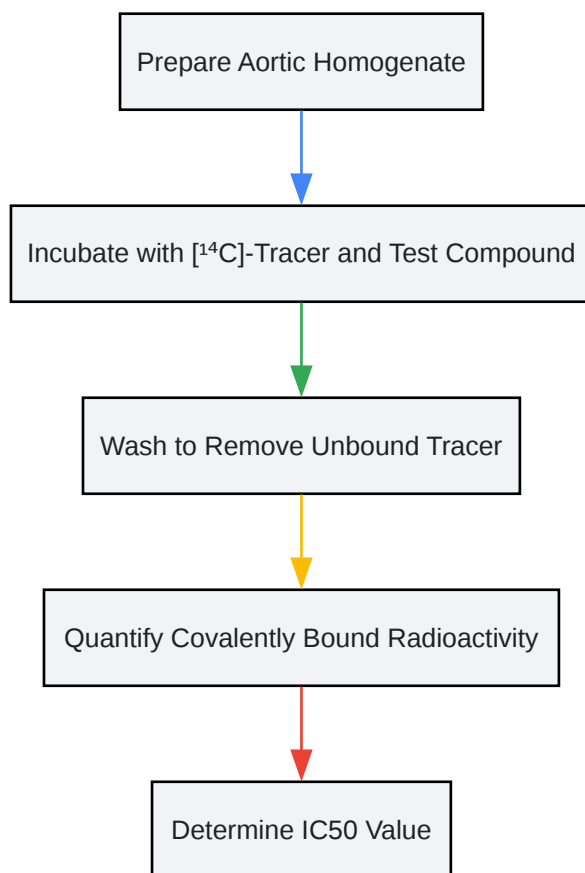 Prepare Aortic Homogenate
Incubate with [¹⁴C]-Tracer and Test Compound
Wash to Remove Unbound Tracer
Quantify Covalently Bound Radioactivity
Determine IC50 Value